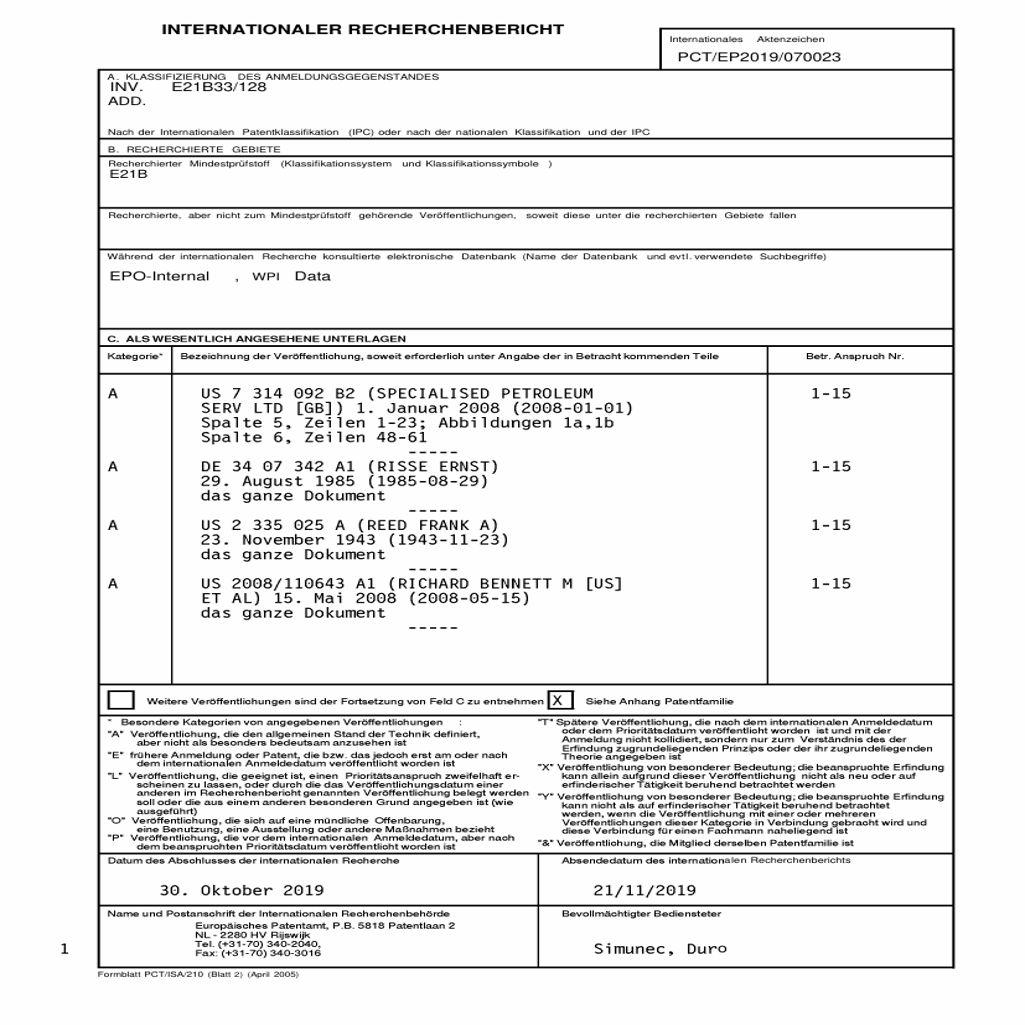 INTERNATIONALER RECHERCHENBERICHT
Internationales Aktenzeichen
PCT/EP2019/070023
A. KLASSIFIZIERUNG DES ANMELDUNGSGEGENSTANDES
INV. E21B33/128
ADD.
Nach der Internationalen Patentklassifikation (IPC) oder nach der nationalen Klassifikation und der IPC
B. RECHERCHIERTE GEBIETE
Recherchierter Mindestprüfstoff (Klassifikationssystem und Klassifikationssymbole )
E21B
Recherchierte, aber nicht zum Mindestprüfstoff gehörende Veröffentlichungen, soweit diese unter die recherchierten Gebiete fallen
Während der internationalen Recherche konsultierte elektronische Datenbank (Name der Datenbank und evtl. verwendete Suchbegriffe)
EPO-Internal , WPI Data
C. ALS WESENTLICH ANGESEHENE UNTERLAGEN
Kategorie* Bezeichnung der Veröffentlichung, soweit erforderlich unter Angabe der in Betracht kommenden Teile Betr. Anspruch Nr.
A US 7 314 092 B2 (SPECIALISED PETROLEUM 1-15
SERV LTD [GB]) 1. Januar 2008 (2008-01-01)
Spalte 5, Zeilen 1-23; Abbildungen 1a,1b
Spalte 6, Zeilen 48-61
-----
A DE 34 07 342 A1 (RISSE ERNST) 1-15
29. August 1985 (1985-08-29)
das ganze Dokument
-----
A US 2 335 025 A (REED FRANK A) 1-15
23. November 1943 (1943-11-23)
das ganze Dokument
-----
A US 2008/110643 A1 (RICHARD BENNETT M [US] 1-15
ET AL) 15. Mai 2008 (2008-05-15)
das ganze Dokument
-----
Weitere Veröffentlichungen sind der Fortsetzung von Feld C zu entnehmen X Siehe Anhang Patentfamilie
* Besondere Kategorien von angegebenen Veröffentlichungen :
"A" Veröffentlichung, die den allgemeinen Stand der Technik definiert,
aber nicht als besonders bedeutsam anzusehen ist
"E" frühere Anmeldung oder Patent, die bzw. das jedoch erst am oder nach
dem internationalen Anmeldedatum veröffentlicht worden ist
"L" Veröffentlichung, die geeignet ist, einen Prioritätsanspruch zweifelhaft er-
scheinen zu lassen, oder durch die das Veröffentlichungsdatum einer
anderen im Recherchenbericht genannten Veröffentlichung belegt werden
soll oder die aus einem anderen besonderen Grund angegeben ist (wie
ausgeführt)
"O" Veröffentlichung, die sich auf eine mündliche Offenbarung,
eine Benutzung, eine Ausstellung oder andere Maßnahmen bezieht
"P" Veröffentlichung, die vor dem internationalen Anmeldedatum, aber nach
dem beanspruchten Prioritätsdatum veröffentlicht worden ist
"T" Spätere Veröffentlichung, die nach dem internationalen Anmeldedatum
oder dem Prioritätsdatum veröffentlicht worden ist und mit der
Anmeldung nicht kollidiert, sondern nur zum Verständnis des der
Erfindung zugrundeliegenden Prinzips oder der ihr zugrundeliegenden
Theorie angegeben ist
"X" Veröffentlichung von besonderer Bedeutung; die beanspruchte Erfindung
kann allein aufgrund dieser Veröffentlichung nicht als neu oder auf
erfinderischer Tätigkeit beruhend betrachtet werden
"Y" Veröffentlichung von besonderer Bedeutung; die beanspruchte Erfindung
kann nicht als auf erfinderischer Tätigkeit beruhend betrachtet
werden, wenn die Veröffentlichung mit einer oder mehreren
Veröffentlichungen dieser Kategorie in Verbindung gebracht wird und
diese Verbindung für einen Fachmann naheliegend ist
"&" Veröffentlichung, die Mitglied derselben Patentfamilie ist
Datum des Abschlusses der internationalen Recherche
30. Oktober 2019
Absendedatum des internationalen Recherchenberichts
21/11/2019
Name und Postanschrift der Internationalen Recherchenbehörde
Europäisches Patentamt, P.B. 5818 Patentlaan 2
NL - 2280 HV Rijswijk
Tel. (+31-70) 340-2040,
Fax: (+31-70) 340-3016
Bevollmächtigter Bediensteter
Simunec, Duro
1
Formblatt PCT/ISA/210 (Blatt 2) (April 2005)